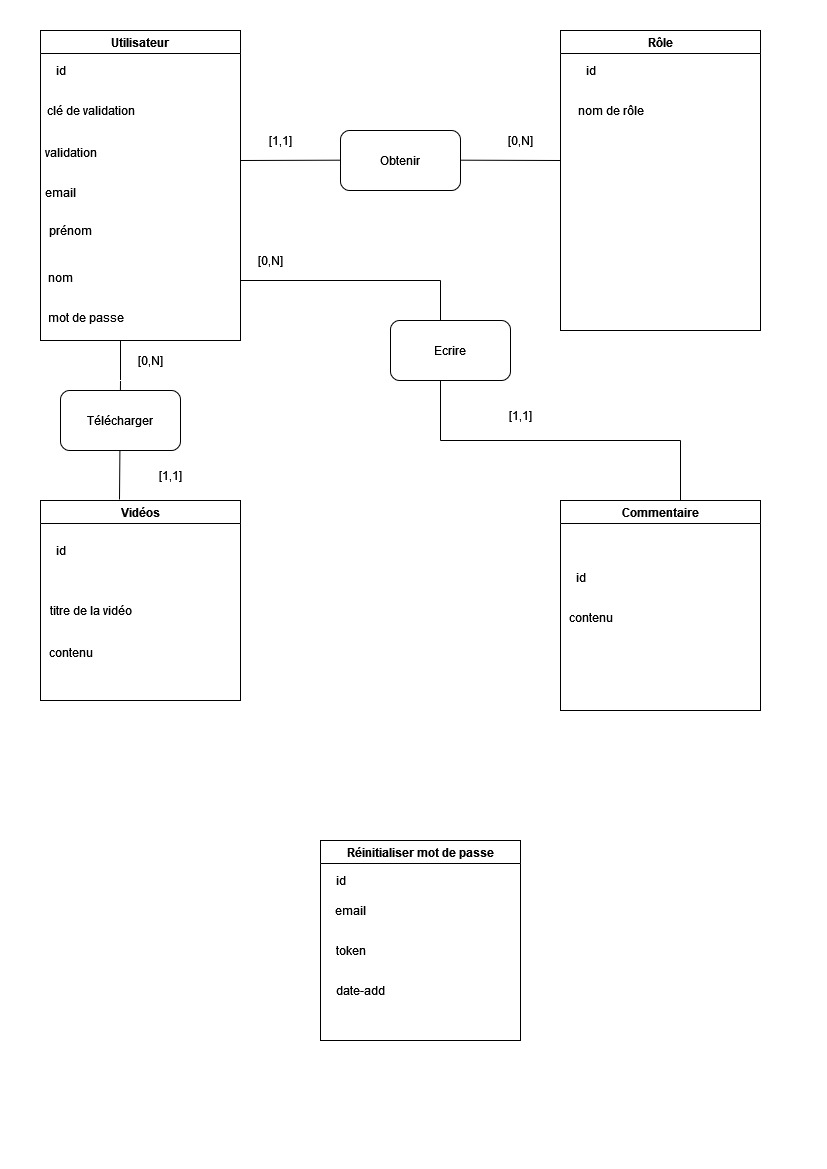 Utilisateur
id
clé de validation
validation
email
prénom
nom
mot de passe
[1,1]
Obtenir
[0,N]
Rôle
id
nom de rôle
[0,N]
Ecrire
[1,1]
[0,N]
Télécharger
[1,1]
Vidéos
id
titre de la vidéo
contenu
Commentaire
id
contenu
Réinitialiser mot de passe
id
email
token
date-add